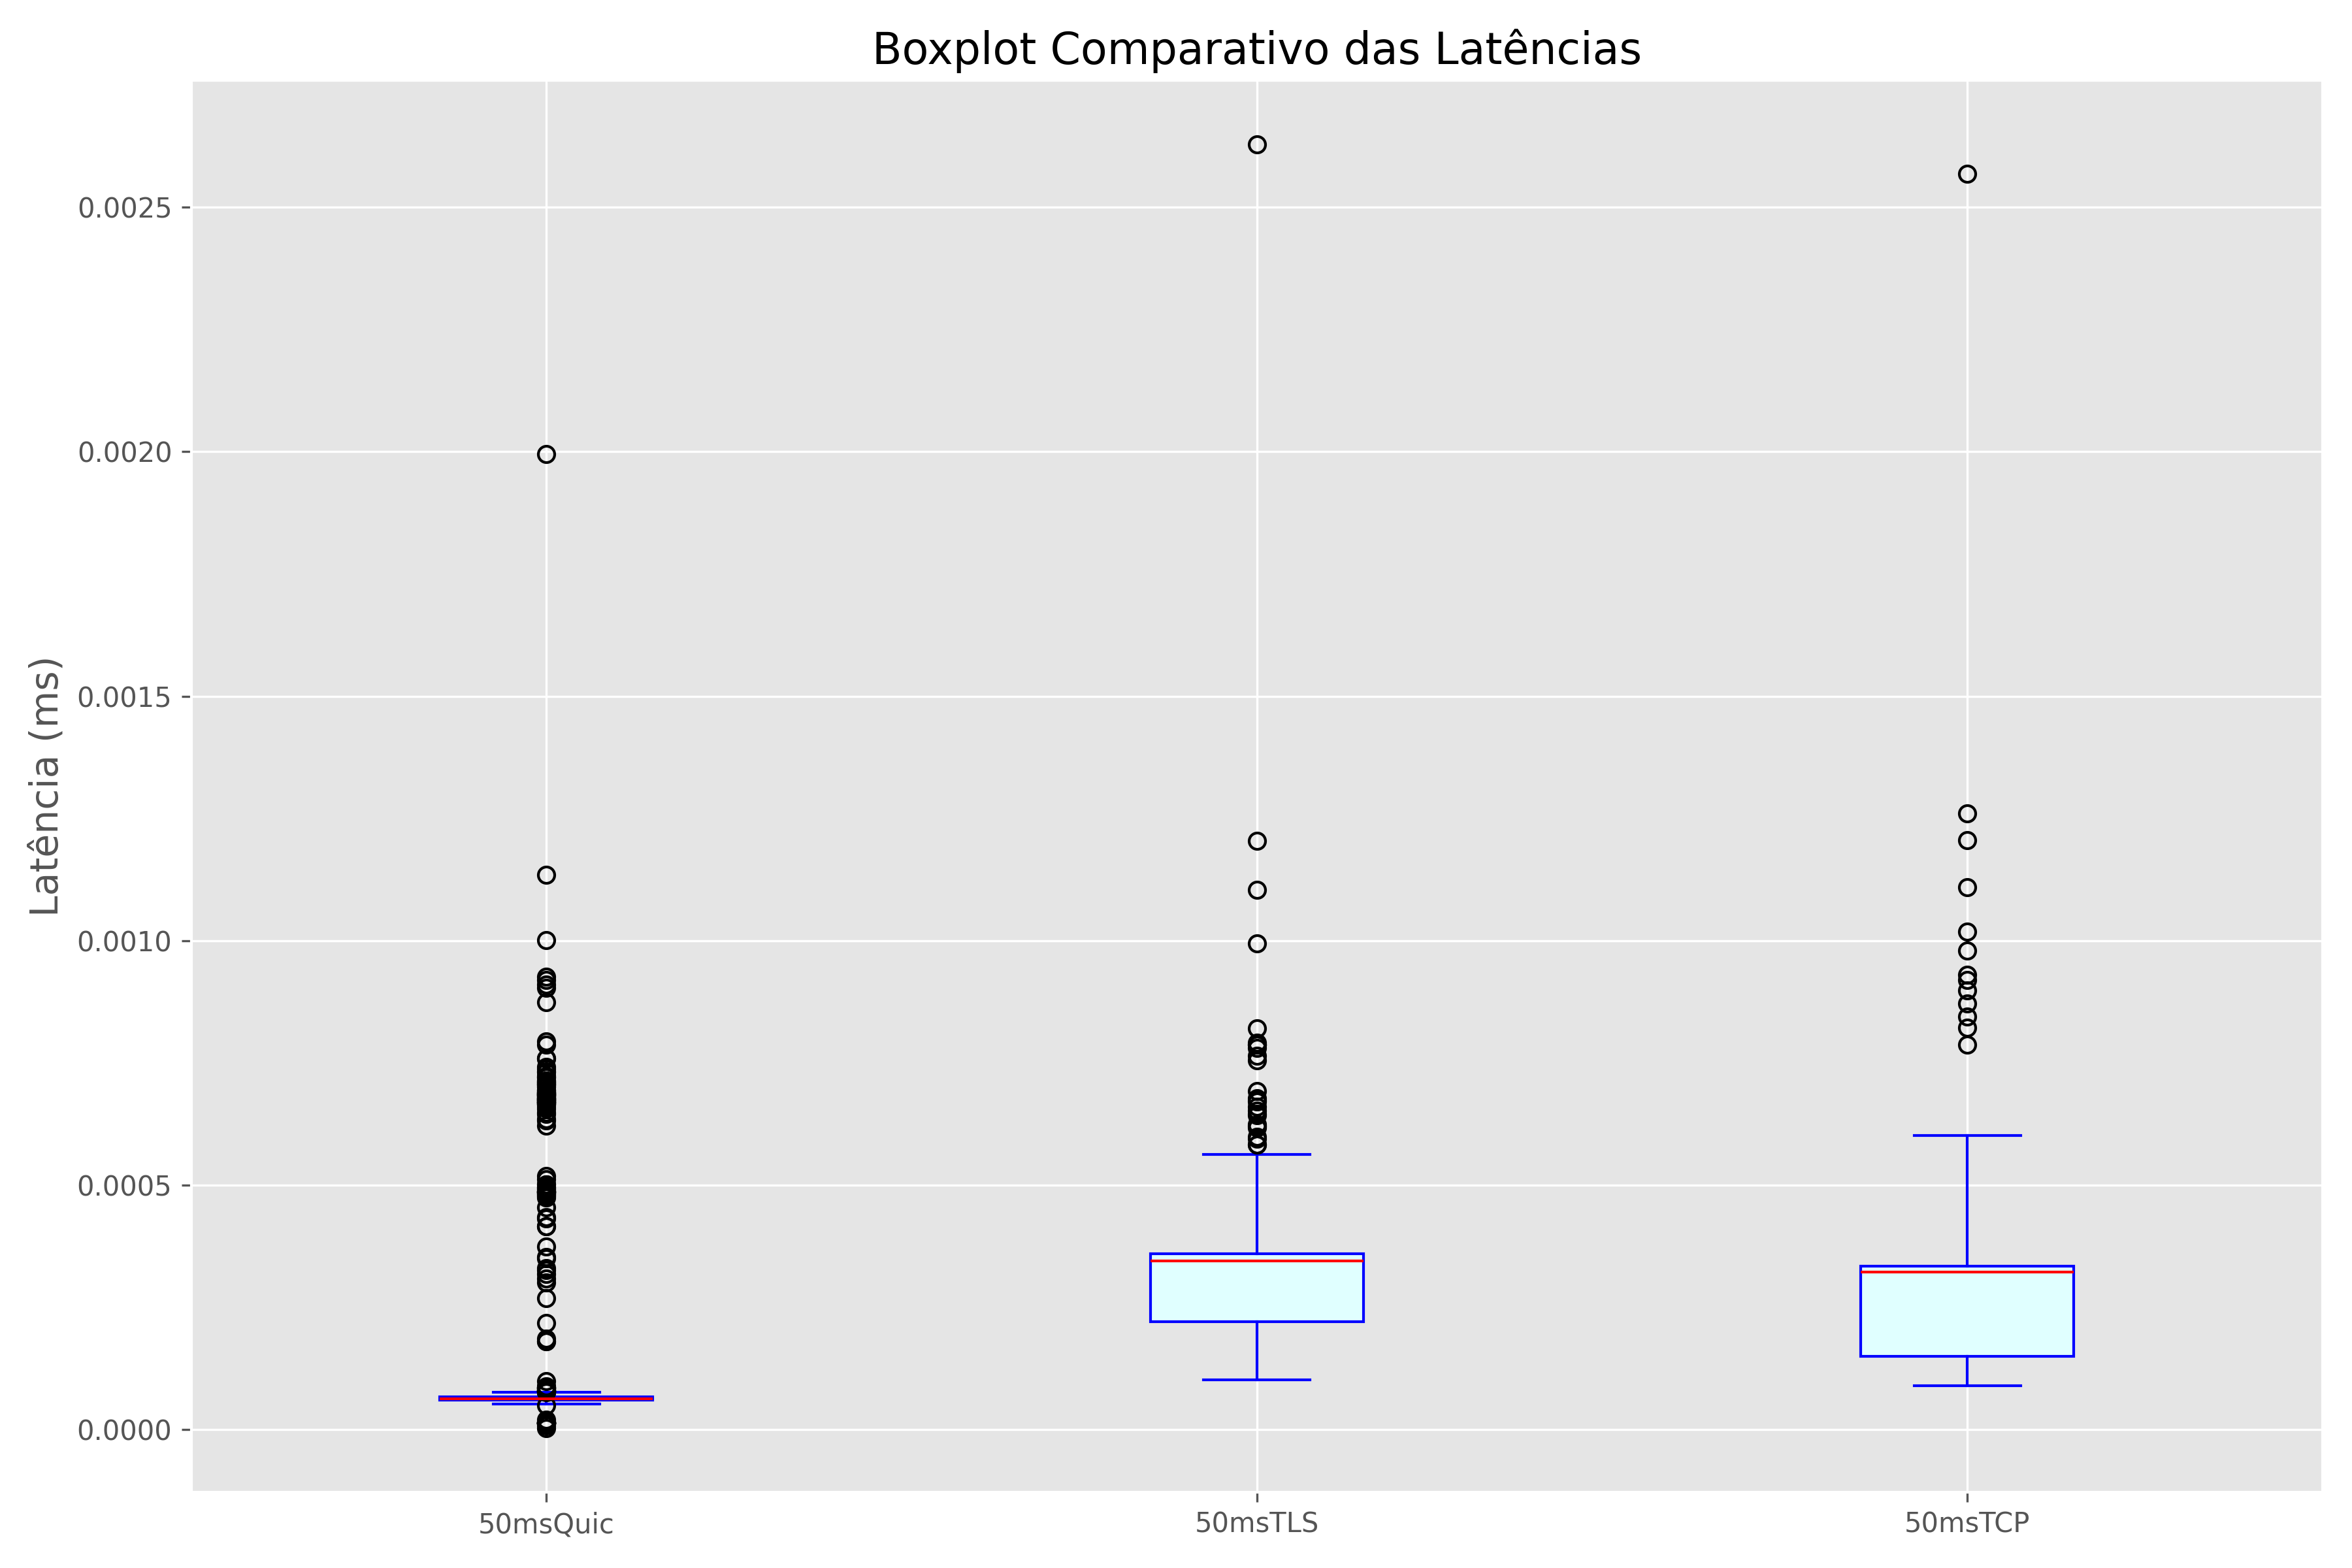 Boxplot Comparativo das Latências
Latência (ms)
0.0025
0.0020
0.0015
0.0010
0.0005
0.0000
50msQuic
50msTLS
50msTCP